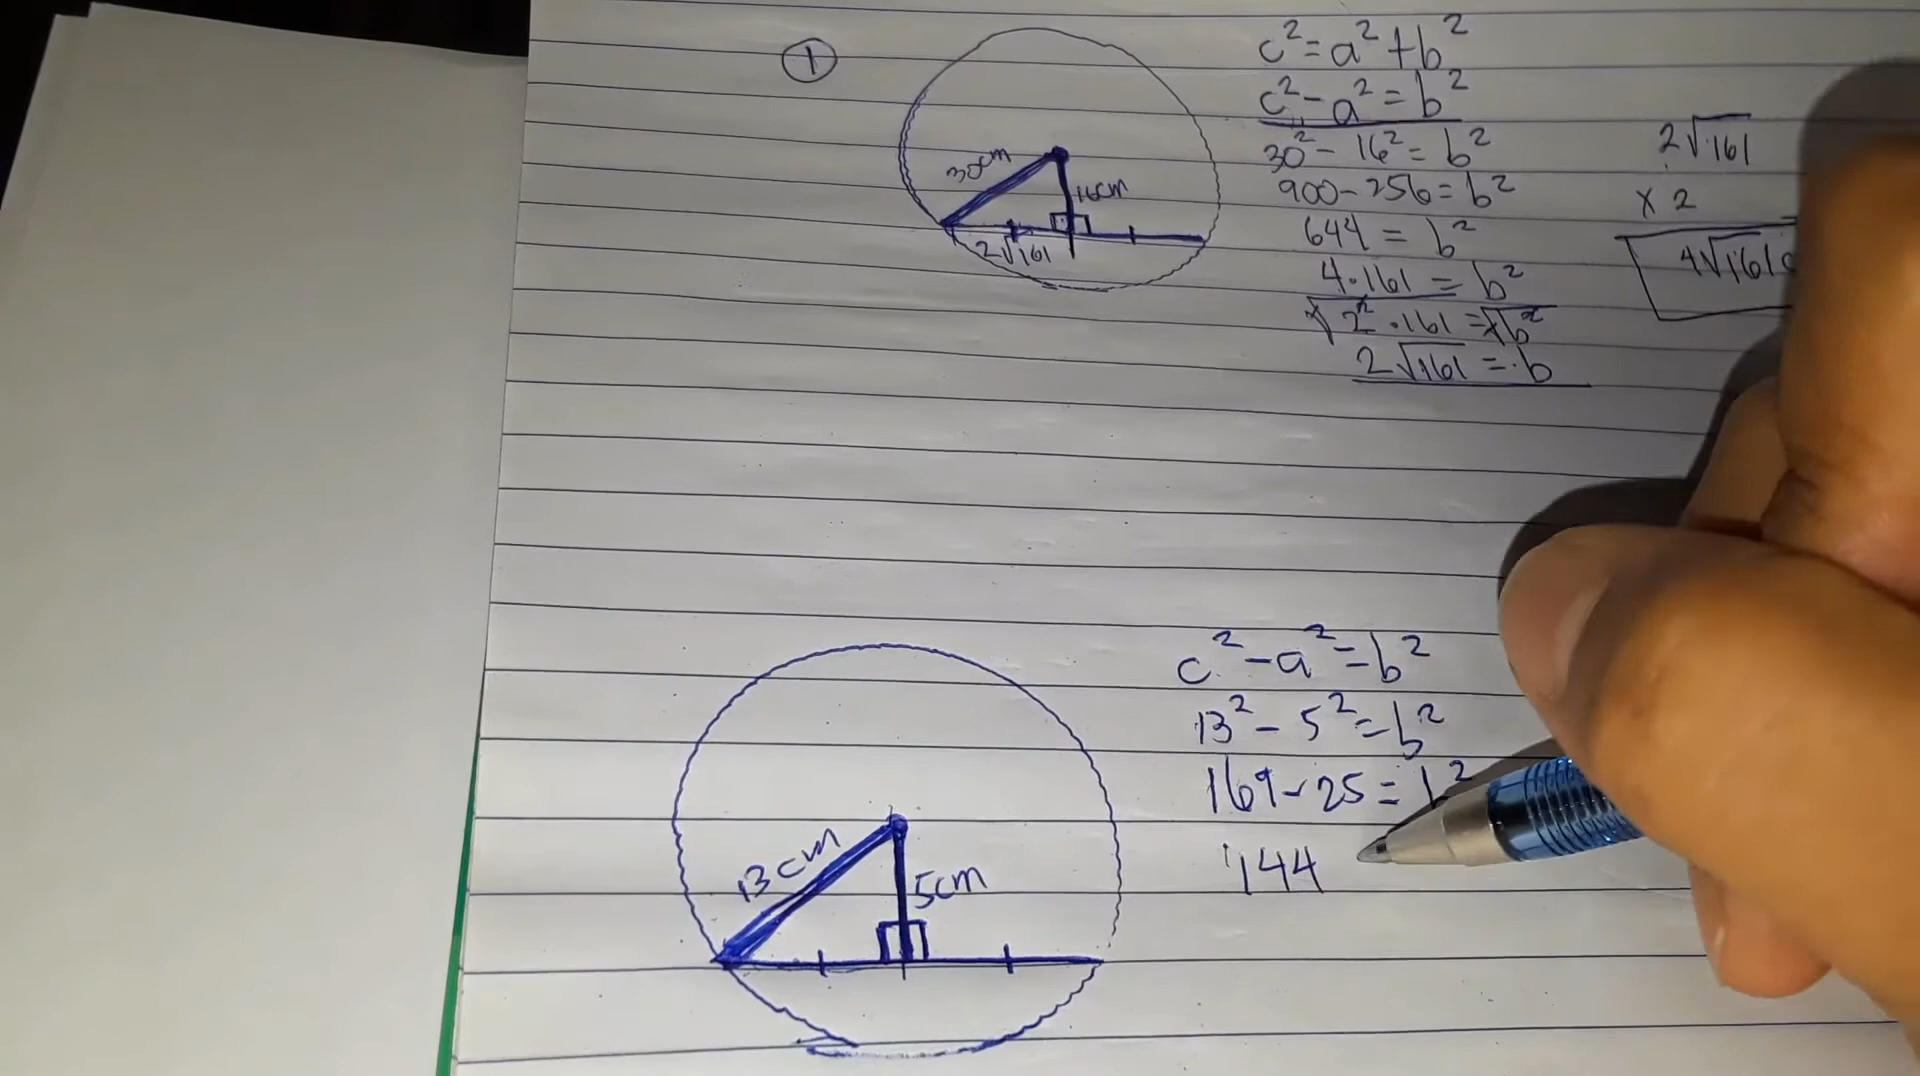 1
30cm
16cm
2√161
c² = a² + b²
c² - a² = b²
30² - 16² = b²
900 - 256 = b²
644 = b²
4·161 = b²
√2²·161 = √b²
2√161 = b
2√161
x 2
4√161c
13cm
5cm
c² - a² = b²
13² - 5² = b²
169 - 25 = b²
144